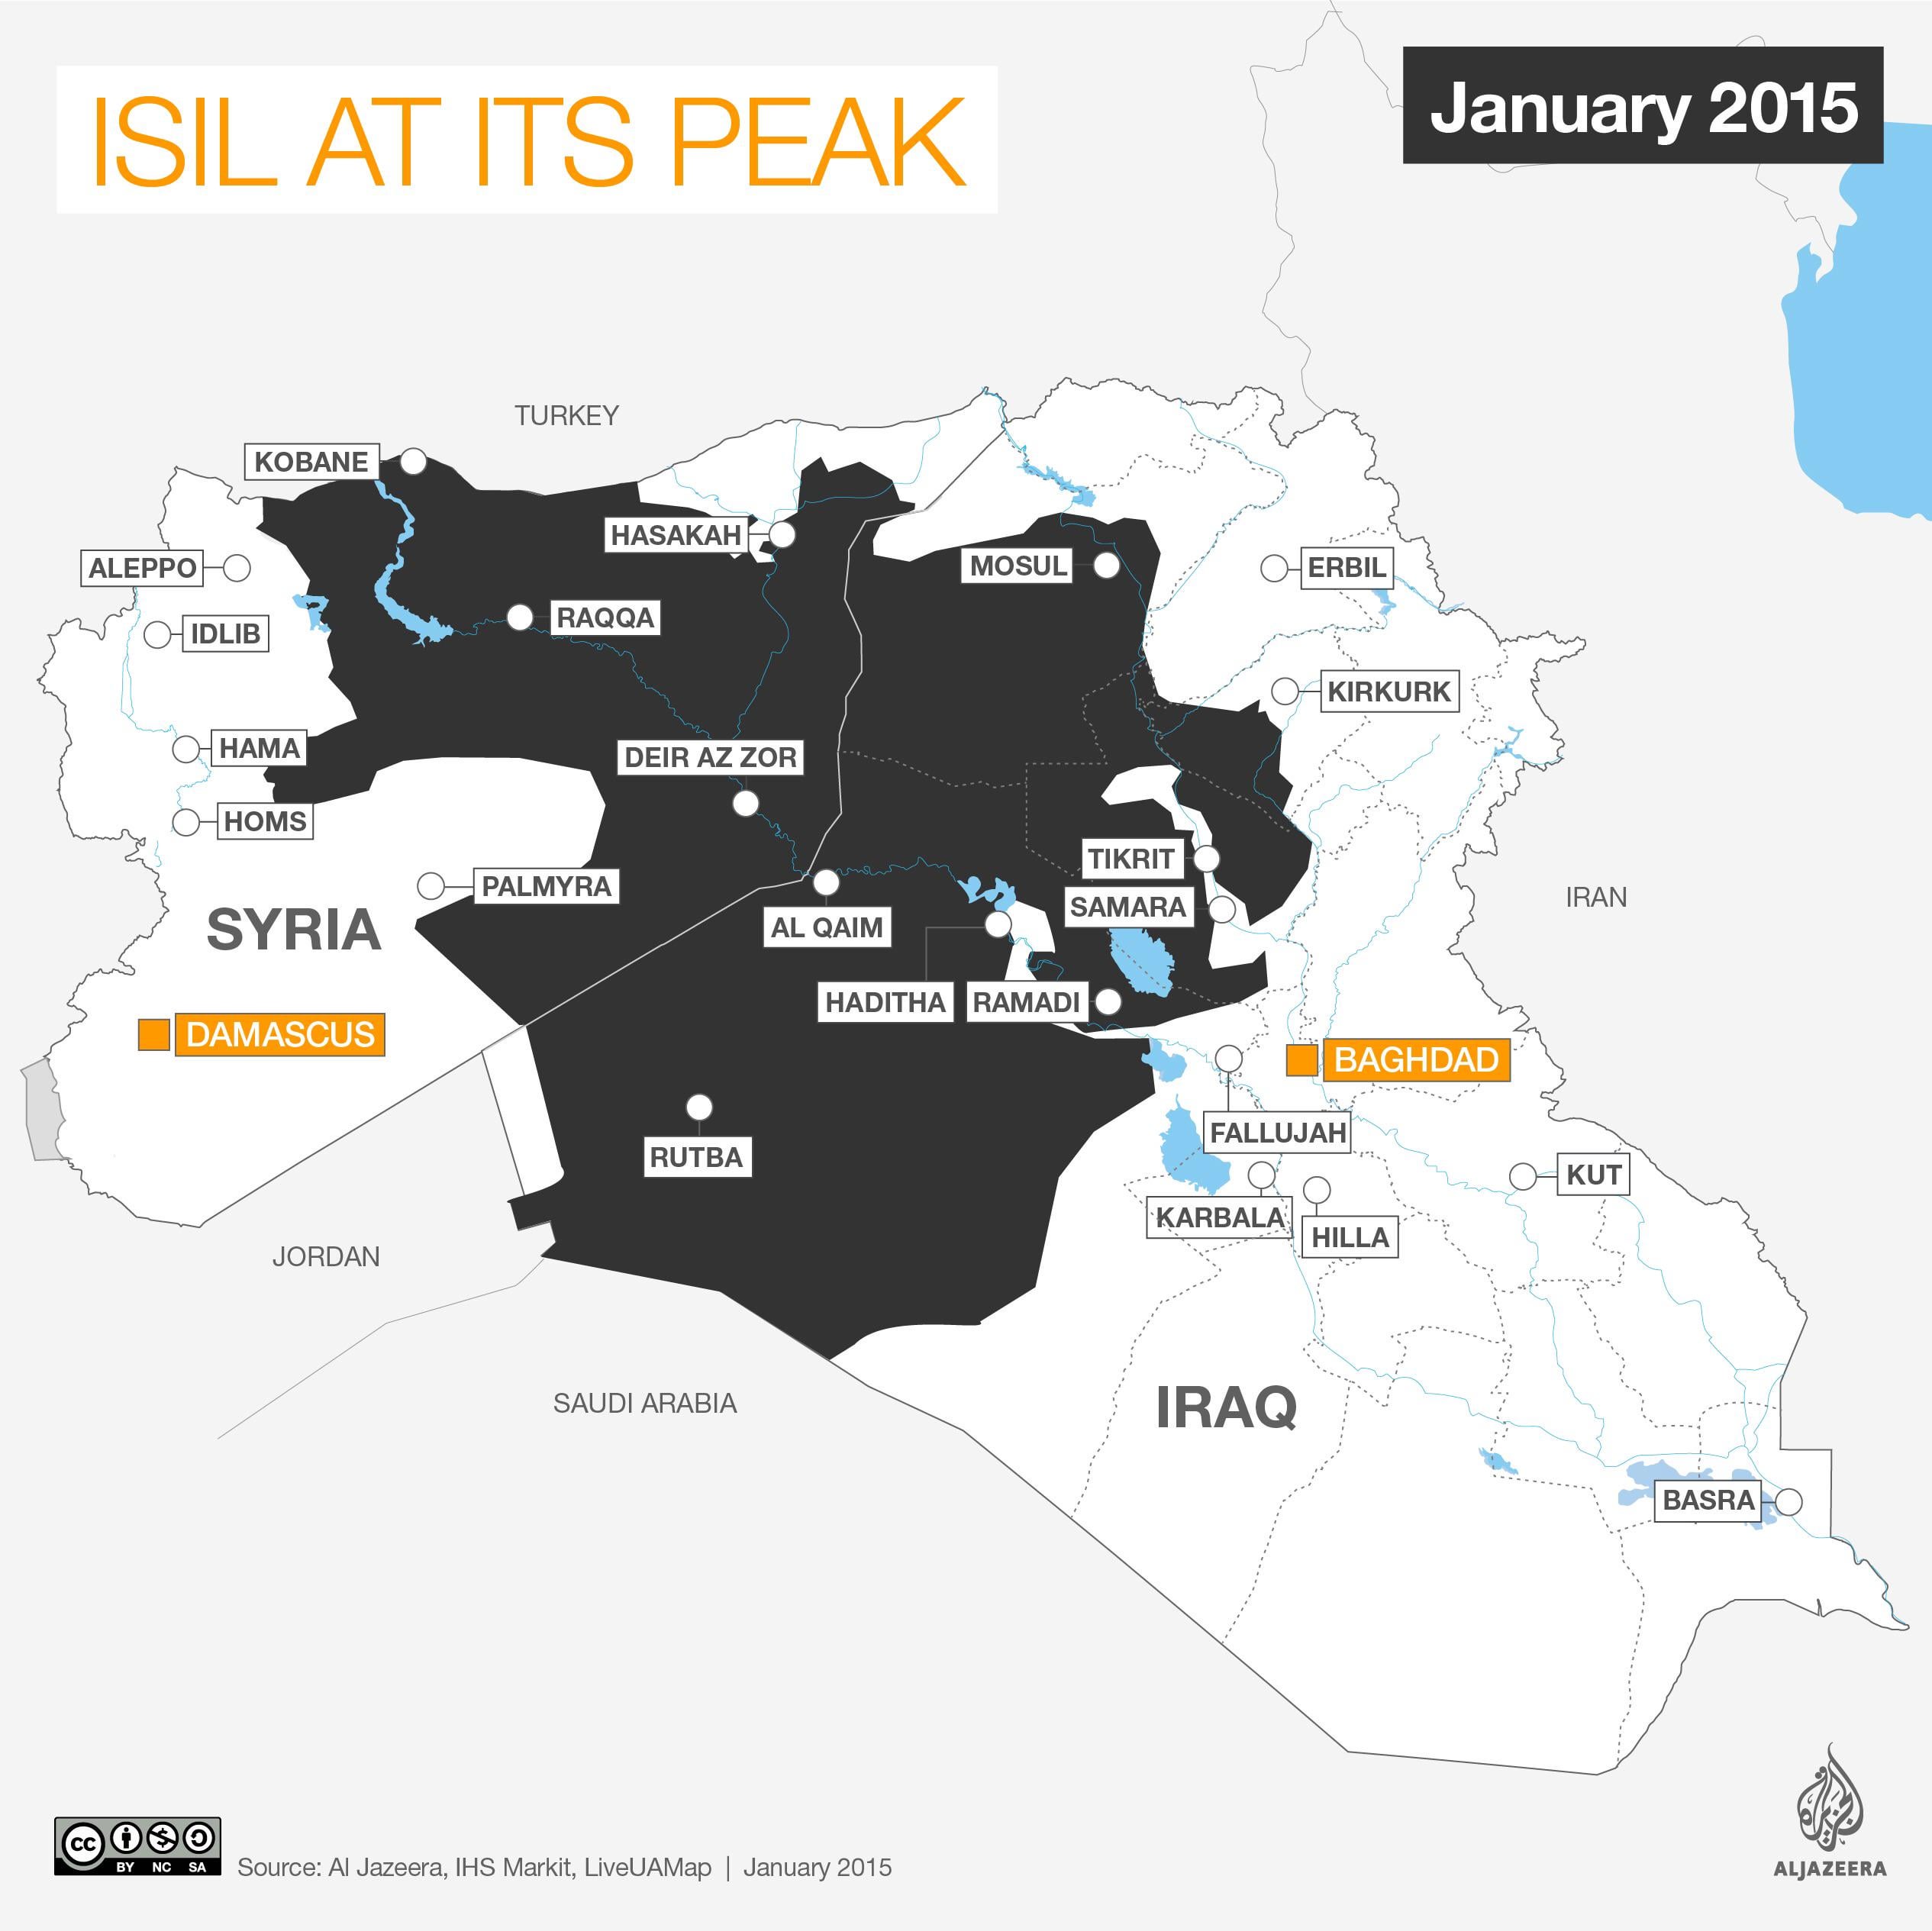 ISIL AT ITS PEAK
January 2015
TURKEY
KOBANE
HASAKAH
MOSUL
ALEPPO
ERBIL
RAQQA
IDLIB
KIRKURK
HAMA
DEIR AZ ZOR
HOMS
TIKRIT
PALMYRA
SAMARA
IRAN
SYRIA
AL QAIM
HADITHA
RAMADI
DAMASCUS
BAGHDAD
FALLUJAH
RUTBA
KUT
KARBALA
HILLA
JORDAN
SAUDI ARABIA
IRAQ
BASRA
cc
BY NC SA
Source: Al Jazeera, IHS Markit, LiveUAMap | January 2015
الجزيرة
ALJAZEERA